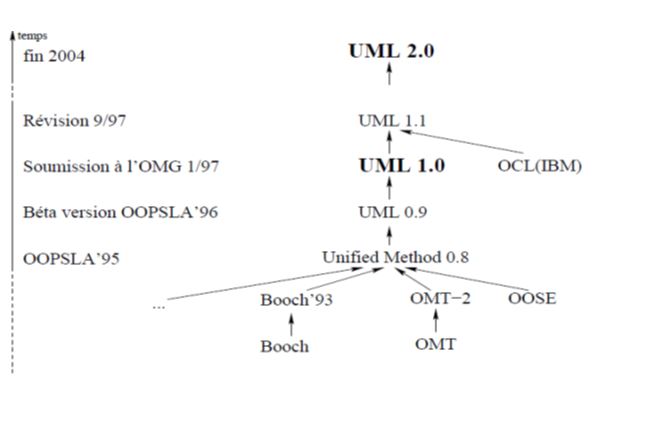 temps
fin 2004 UML 2.0
Révision 9/97 UML 1.1
Soumission à l'OMG 1/97 UML 1.0 OCL(IBM)
Béta version OOPSLA'96 UML 0.9
OOPSLA'95 Unified Method 0.8
... Booch'93 OMT−2 OOSE
Booch OMT